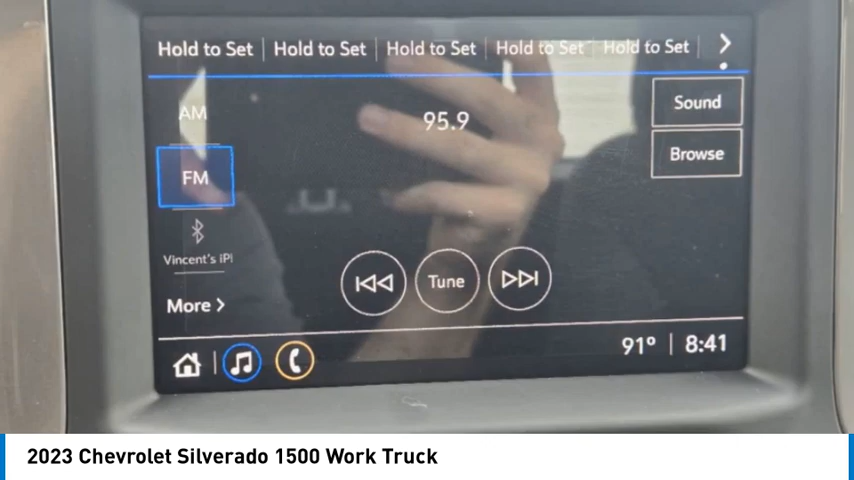 Hold to Set Hold to Set Hold to Set Hold to Set Hold to Set
AM
95.9
Sound
FM
Browse
Vincent's iPl
More
Tune
91° 8:41
2023 Chevrolet Silverado 1500 Work Truck